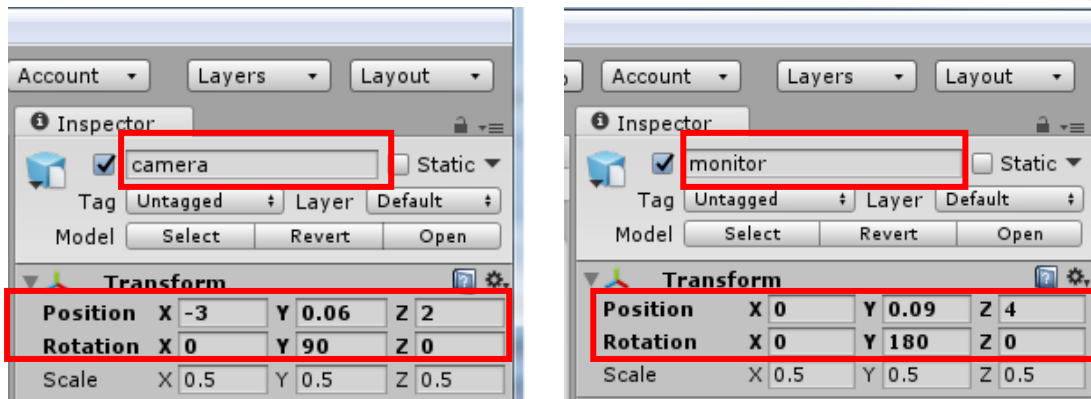 Account Layers Layout
Inspector
camera Static
Tag Untagged Layer Default
Model Select Revert Open
Transform
Position X -3 Y 0.06 Z 2
Rotation X 0 Y 90 Z 0
Scale X 0.5 Y 0.5 Z 0.5
Account Layers Layout
Inspector
monitor Static
Tag Untagged Layer Default
Model Select Revert Open
Transform
Position X 0 Y 0.09 Z 4
Rotation X 0 Y 180 Z 0
Scale X 0.5 Y 0.5 Z 0.5